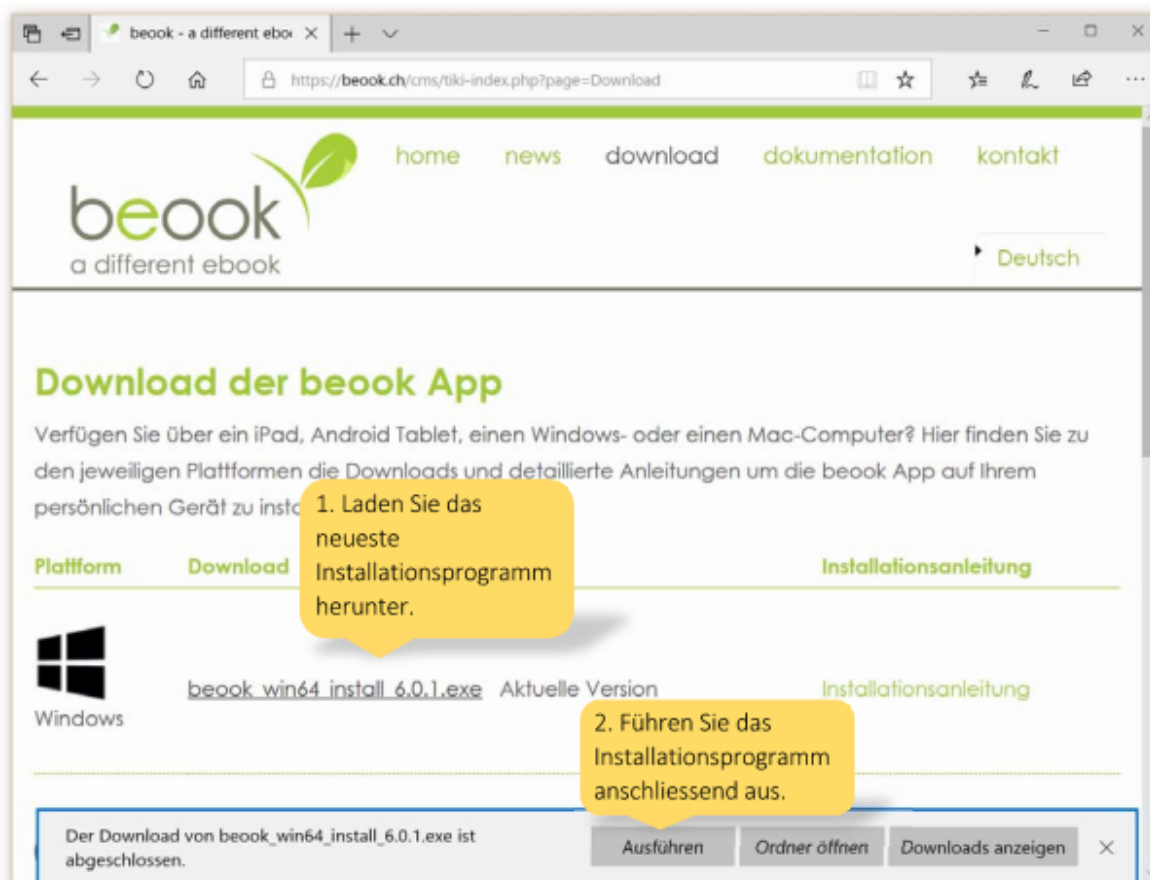 beook - a different eboo
https://beook.ch/cms/tiki-index.php?page=Download
home news download dokumentation kontakt
beook
a different ebook
Deutsch
Download der beook App
Verfügen Sie über ein iPad, Android Tablet, einen Windows- oder einen Mac-Computer? Hier finden Sie zu
den jeweiligen Plattformen die Downloads und detaillierte Anleitungen um die beook App auf Ihrem
persönlichen Gerät zu
1. Laden Sie das
neueste
Installationsprogramm
herunter.
Plattform Download Installationsanleitung
beook_win64_install_6.0.1.exe Aktuelle Version Installationsanleitung
Windows
2. Führen Sie das
Installationsprogramm
anschliessend aus.
Der Download von beook_win64_install_6.0.1.exe ist
abgeschlossen.
Ausführen Ordner öffnen Downloads anzeigen